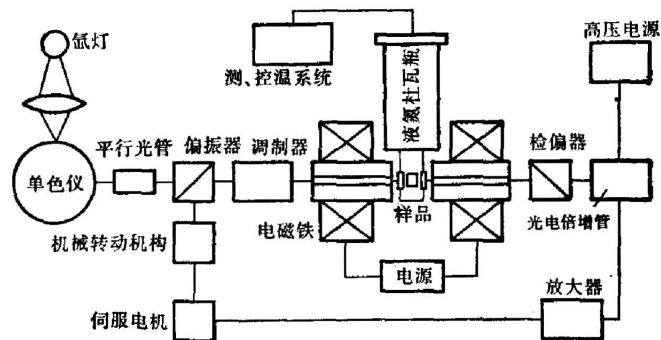 氙灯
高压电源
测、控温系统
液氮杜瓦瓶
平行光管
偏振器
调制器
检偏器
单色仪
样品
光电倍增管
电磁铁
机械转动机构
电源
放大器
伺服电机